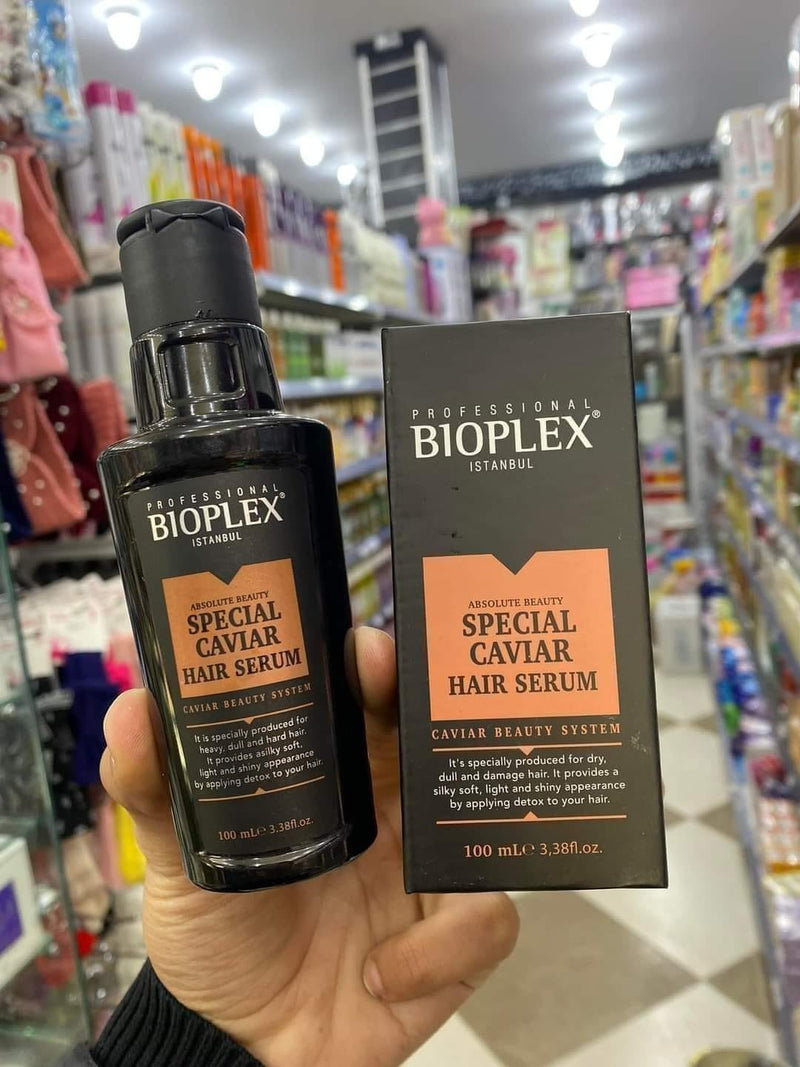 PROFESSIONAL
BIOPLEX®
ISTANBUL
ABSOLUTE BEAUTY
SPECIAL
CAVIAR
HAIR SERUM
CAVIAR BEAUTY SYSTEM
It is specially produced for
heavy, dull and hard hair.
It provides asilky soft,
light and shiny appearance
by applying detox to your hair.
100 mL℮ 3.38fl.oz.
PROFESSIONAL
BIOPLEX®
ISTANBUL
ABSOLUTE BEAUTY
SPECIAL
CAVIAR
HAIR SERUM
CAVIAR BEAUTY SYSTEM
It's specially produced for dry,
dull and damage hair. It provides a
silky soft, light and shiny appearance
by applying detox to your hair.
100 mL℮ 3,38fl.oz.